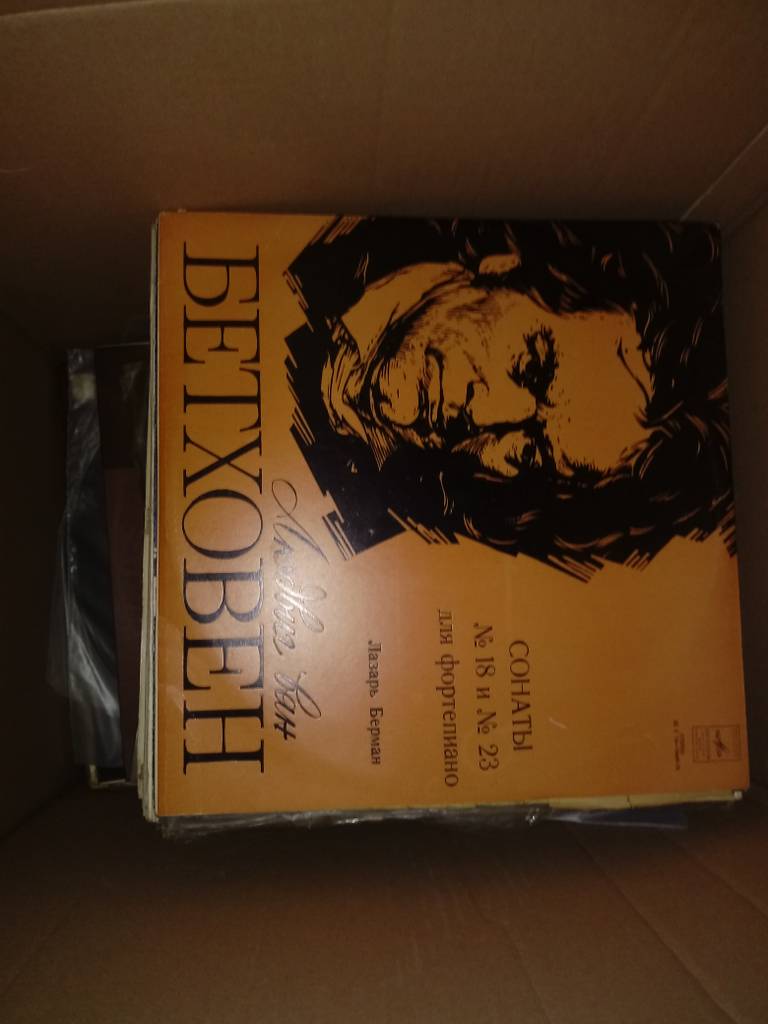 СОНАТЫ
№ 18 и № 23
для фортепиано
Лазарь Берман
Людвиг ван
БЕТХОВЕН